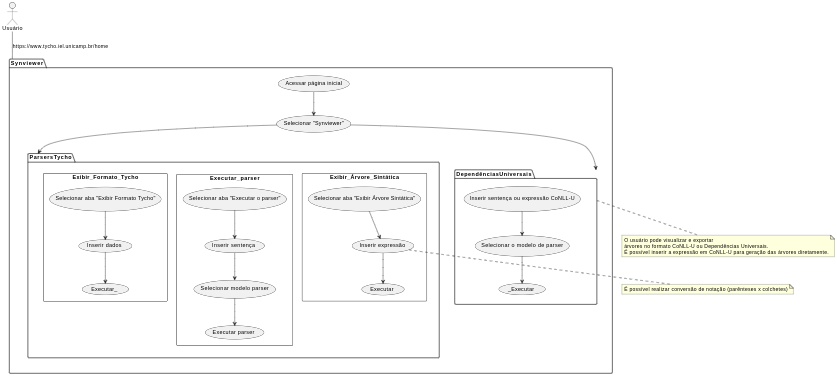 Usuário
https://www.tycho.iel.unicamp.br/home
Synviewer
Acessar página inicial
Selecionar "Synviewer"
ParsersTycho
Exibir_Formato_Tycho
Selecionar aba "Exibir Formato Tycho"
Inserir dados
Executar_
Executar_parser
Selecionar aba "Executar o parser"
Inserir sentença
Selecionar modelo parser
Executar parser
Exibir_Árvore_Sintática
Selecionar aba "Exibir Árvore Sintática"
Inserir expressão
Executar
DependênciasUniversais
Inserir sentença ou expressão CoNLL-U
Selecionar o modelo de parser
_Executar
O usuário pode visualizar e exportar
árvores no formato CoNLL-U ou Dependências Universais.
É possível inserir a expressão em CoNLL-U para geração das árvores diretamente.
É possível realizar conversão de notação (parênteses x colchetes)